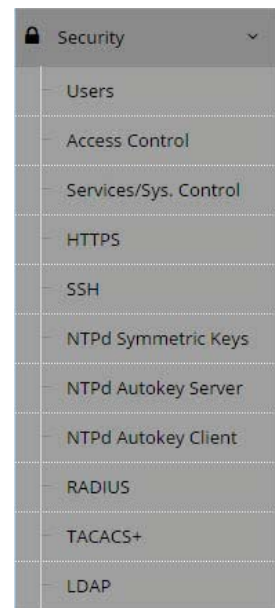 Security
Users
Access Control
Services/Sys. Control
HTTPS
SSH
NTPd Symmetric Keys
NTPd Autokey Server
NTPd Autokey Client
RADIUS
TACACS+
LDAP